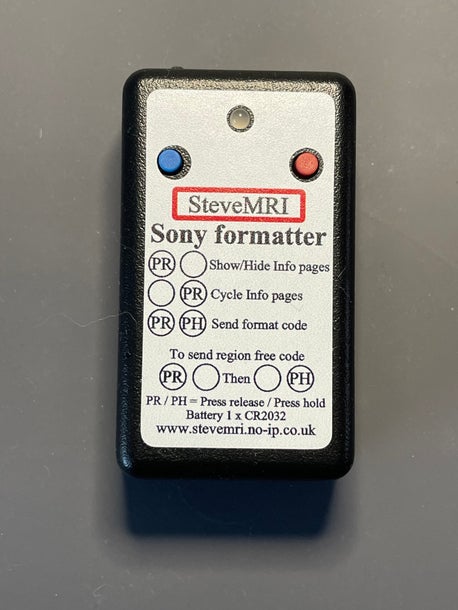 SteveMRI
Sony formatter
PR Show/Hide Info pages
PR Cycle Info pages
PR PH Send format code
To send region free code
PR Then PH
PR / PH = Press release / Press hold
Battery 1 x CR2032
www.stevemri.no-ip.co.uk